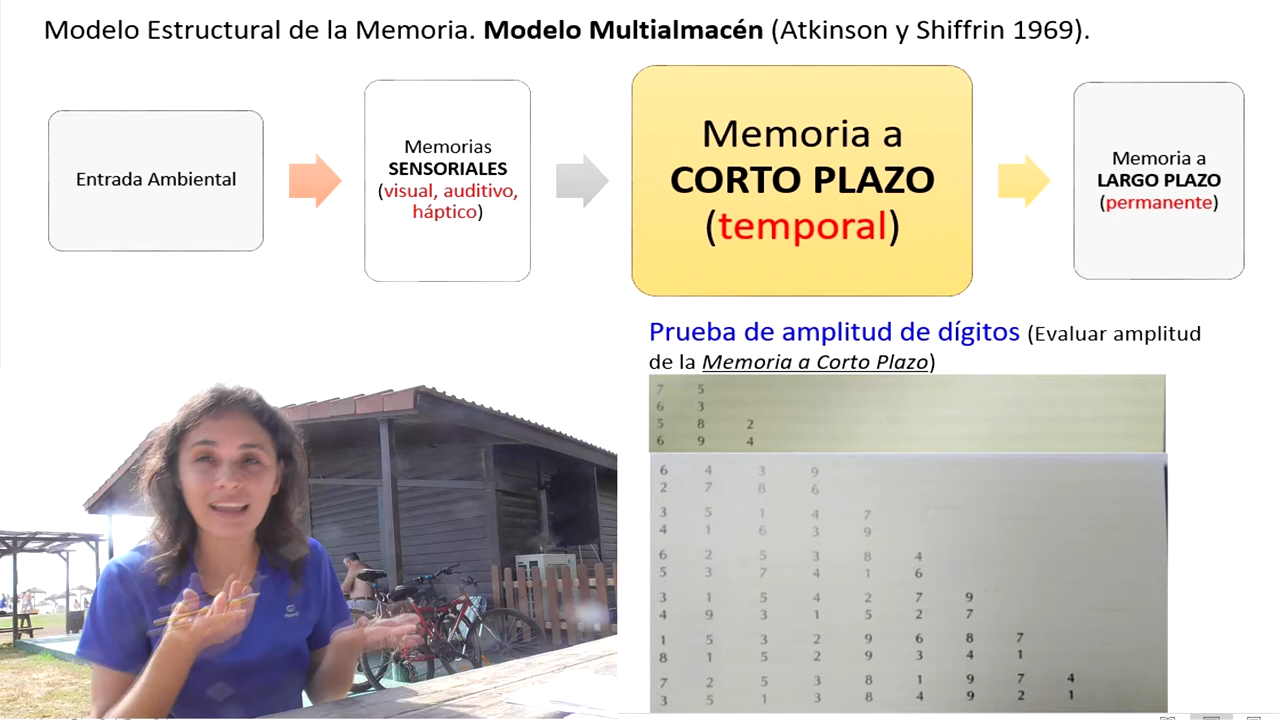 Modelo Estructural de la Memoria. Modelo Multialmacén (Atkinson y Shiffrin 1969).
Entrada Ambiental
Memorias
SENSORIALES
(visual, auditivo,
háptico)
Memoria a
CORTO PLAZO
(temporal)
Memoria a
LARGO PLAZO
(permanente)
Prueba de amplitud de dígitos (Evaluar amplitud
de la Memoria a Corto Plazo)
7 5
6 3
5 8 2
6 9 4
6 4 3 9
2 7 8 6
3 5 1 4 7
4 1 6 3 9
6 2 5 3 8 4
5 3 7 4 1 6
3 1 5 4 2 7 9
4 9 3 1 5 2 7
1 5 3 2 9 6 8 7
8 1 5 2 9 3 4 1
7 2 5 3 8 1 9 7 4
3 5 1 3 8 4 9 2 1